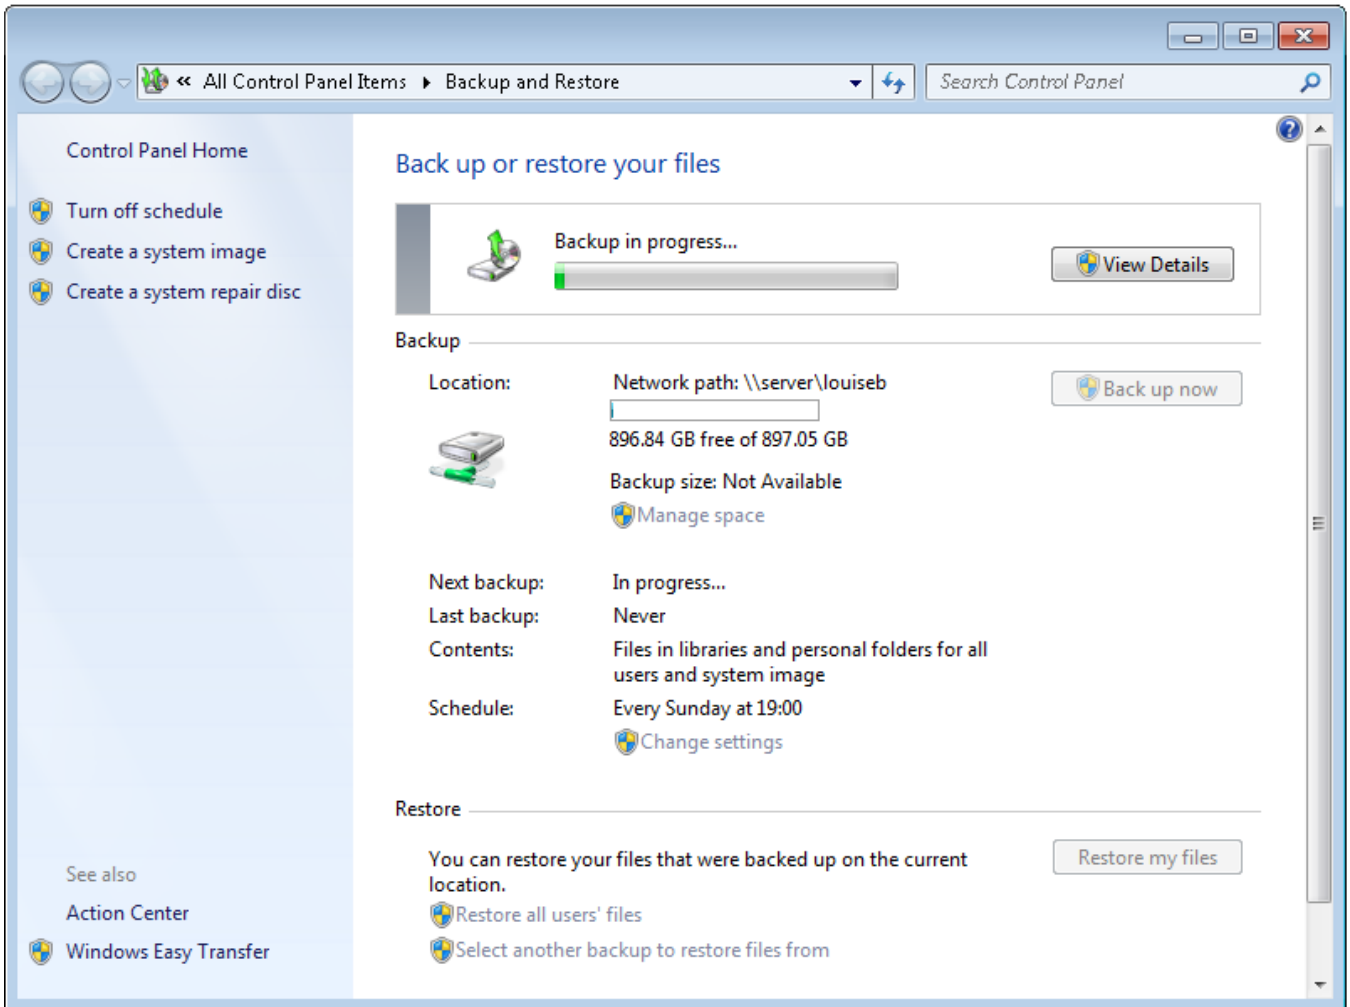 « All Control Panel Items ▸ Backup and Restore
Search Control Panel
Control Panel Home
Turn off schedule
Create a system image
Create a system repair disc
See also
Action Center
Windows Easy Transfer
Back up or restore your files
Backup in progress...
View Details
Backup
Location:
Network path: \\server\louiseb
Back up now
896.84 GB free of 897.05 GB
Backup size: Not Available
Manage space
Next backup:
In progress...
Last backup:
Never
Contents:
Files in libraries and personal folders for all
users and system image
Schedule:
Every Sunday at 19:00
Change settings
Restore
You can restore your files that were backed up on the current
location.
Restore my files
Restore all users' files
Select another backup to restore files from